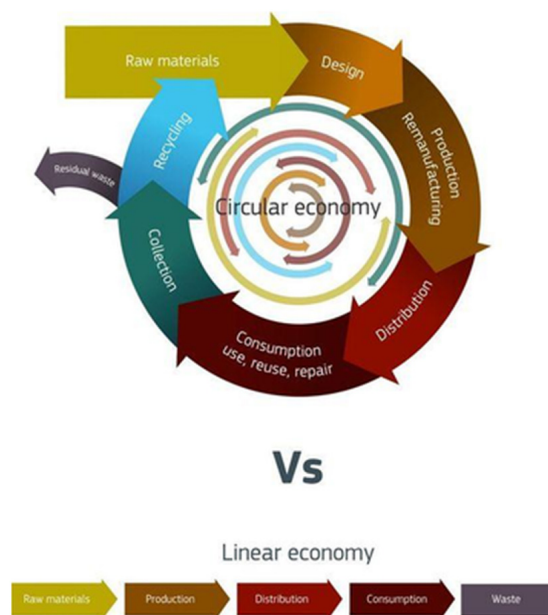 Raw materials
Design
Production
Remanufacturing
Distribution
Consumption
use, reuse, repair
Collection
Recycling
Residual waste
Circular economy
Vs
Linear economy
Raw materials
Production
Distribution
Consumption
Waste